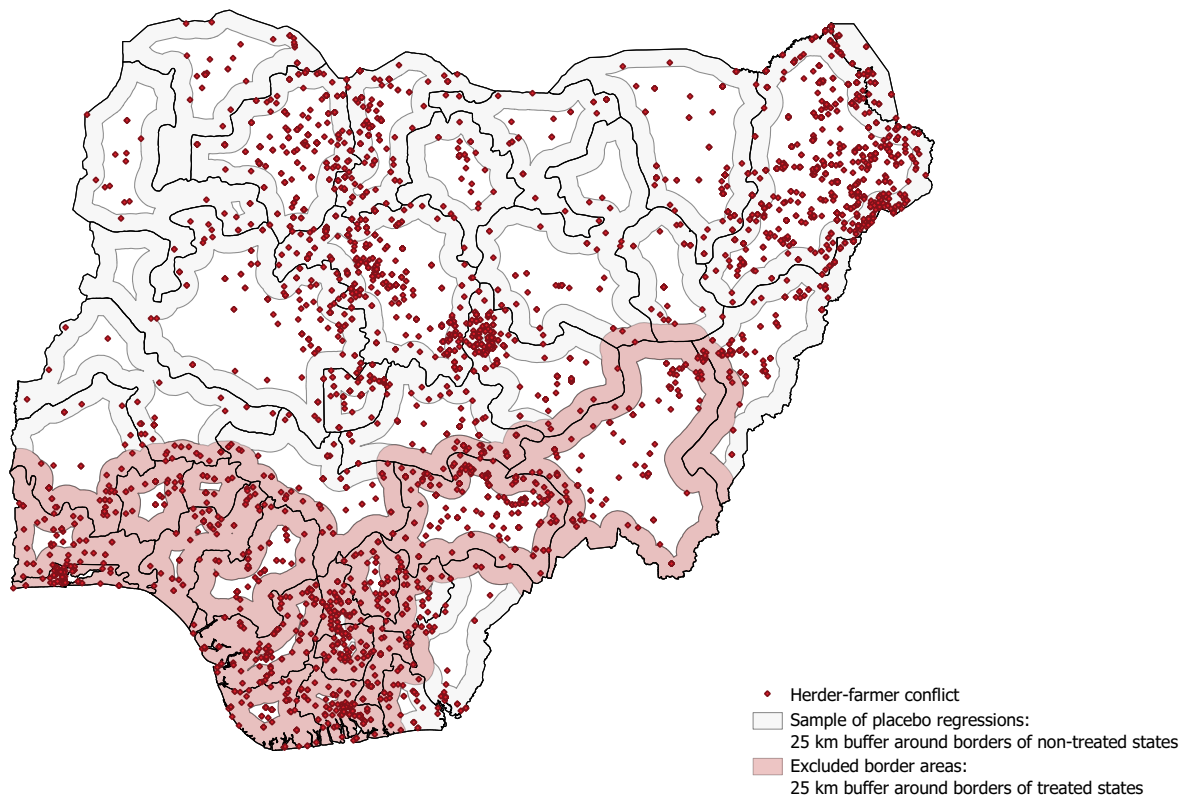 Herder-farmer conflict
Sample of placebo regressions:
25 km buffer around borders of non-treated states
Excluded border areas:
25 km buffer around borders of treated states